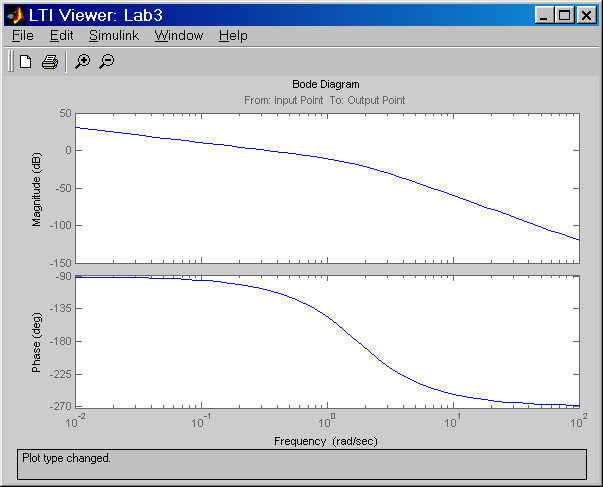 LTI Viewer: Lab3
File Edit Simulink Window Help
Bode Diagram
From: Input Point To: Output Point
Magnitude (dB)
50
0
-50
-100
-150
Phase (deg)
-90
-135
-180
-225
-270
10^-2 10^-1 10^0 10^1 10^2
Frequency (rad/sec)
Plot type changed.